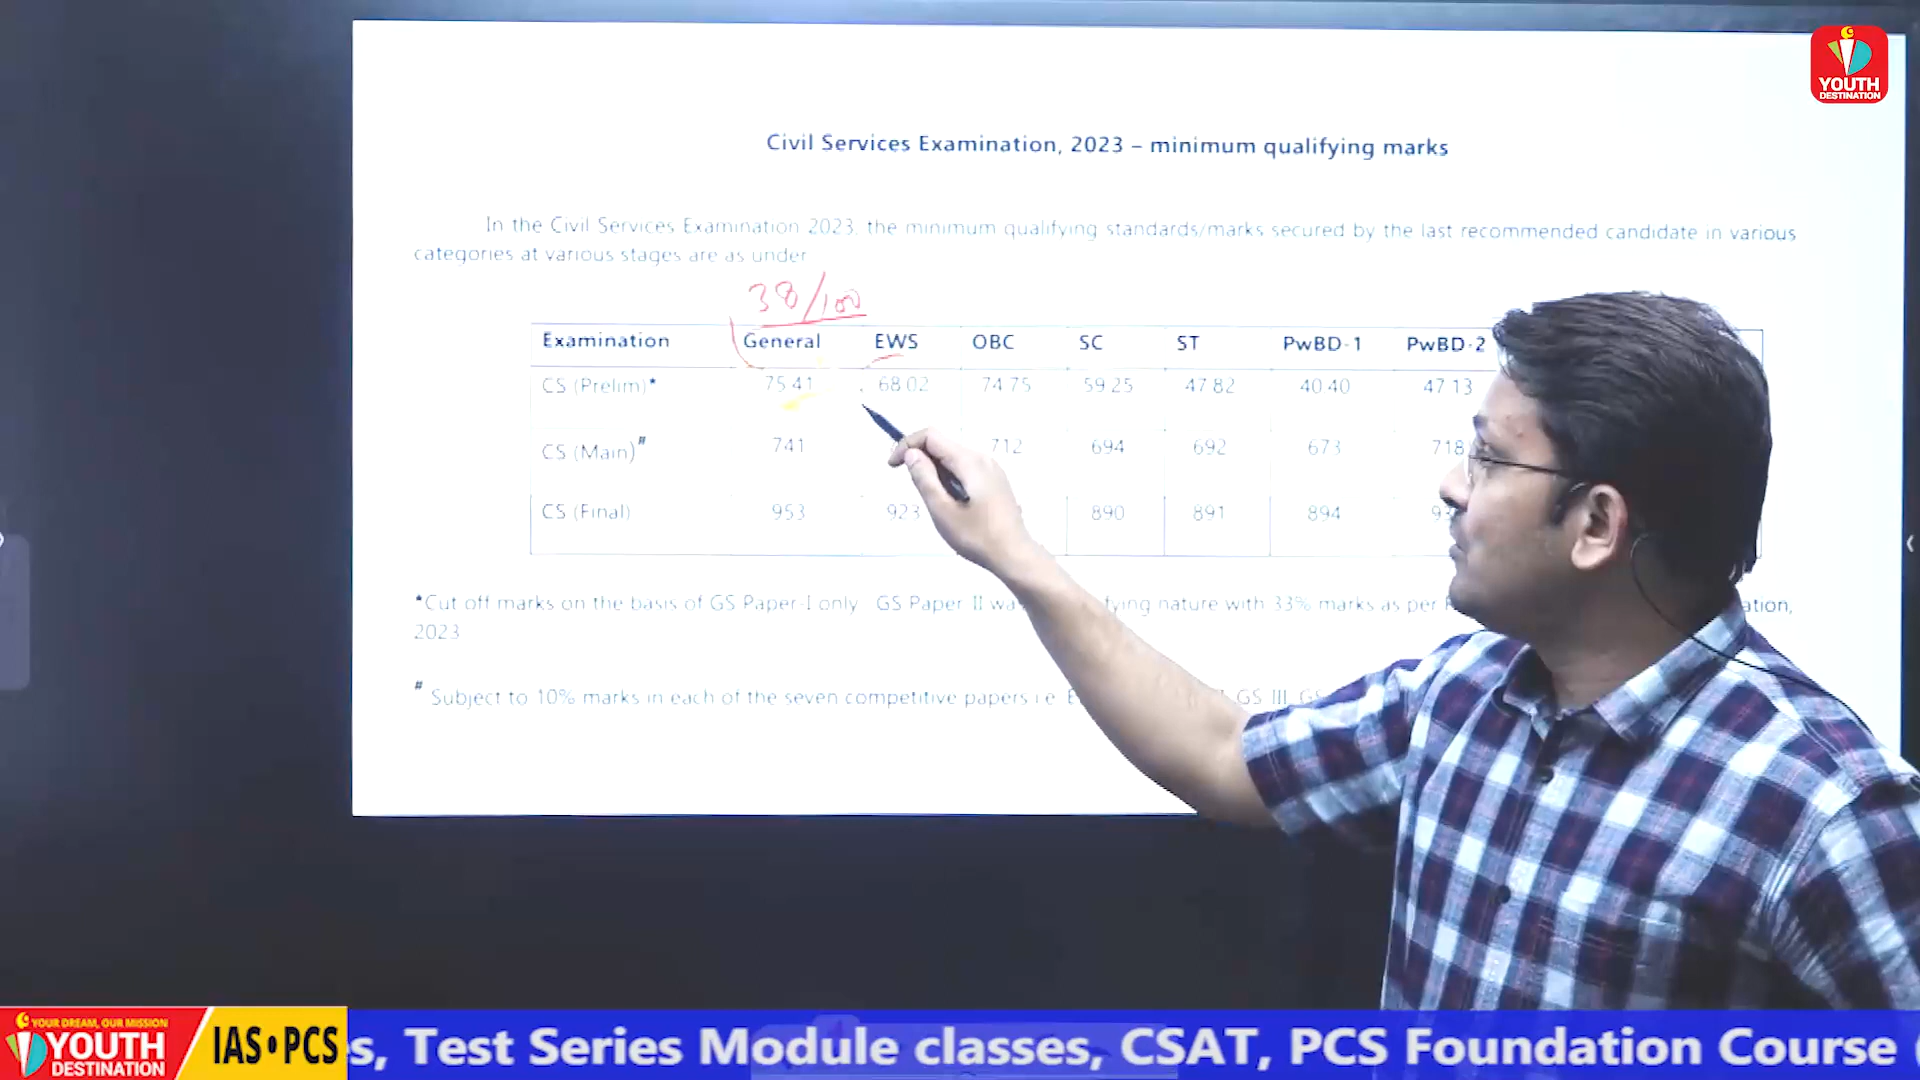 YOUTH
DESTINATION
Civil Services Examination, 2023 – minimum qualifying marks
In the Civil Services Examination 2023, the minimum qualifying standards/marks secured by the last recommended candidate in various
categories at various stages are as under
38/100
Examination General EWS OBC SC ST PwBD-1 PwBD-2
CS (Prelim)* 75.41 68.02 74.75 59.25 47.82 40.40 47.13
CS (Main)# 741 712 694 692 673 718
CS (Final) 953 923 890 891 894
*Cut off marks on the basis of GS Paper-I only. GS Paper II nature with 33% marks as per
2023
# Subject to 10% marks in each of the seven competitive papers i.e. GS III
YOUR DREAM, OUR MISSION
YOUTH
DESTINATION
IAS•PCS
s, Test Series Module classes, CSAT, PCS Foundation Course